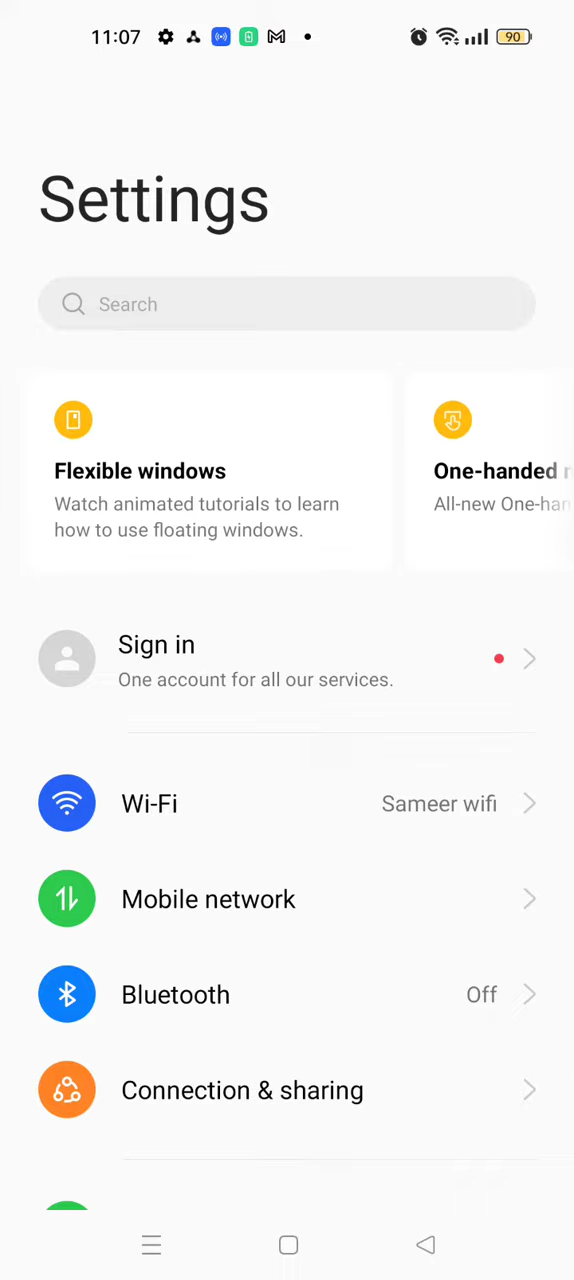 11:07
90
Settings
Search
Flexible windows
Watch animated tutorials to learn
how to use floating windows.
One-handed
All-new One-han
Sign in
One account for all our services.
Wi-Fi
Sameer wifi
Mobile network
Bluetooth
Off
Connection & sharing